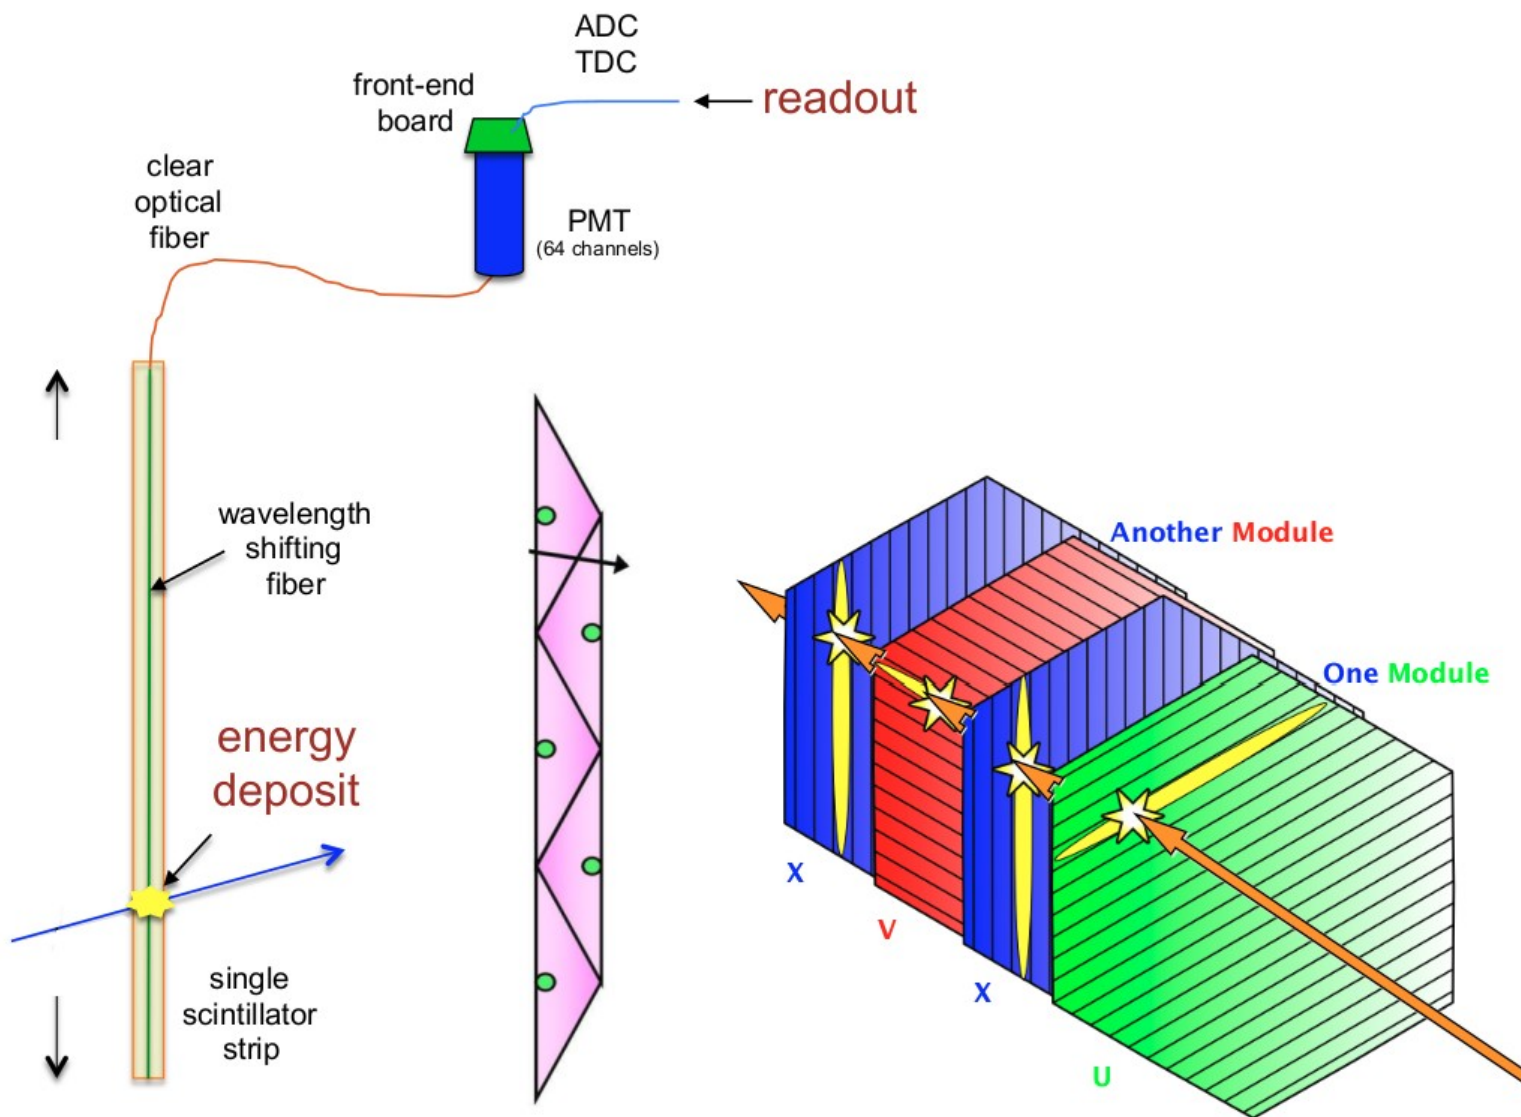 ADC
TDC
front-end
board
readout
clear
optical
fiber
PMT
(64 channels)
wavelength
shifting
fiber
Another Module
One Module
energy
deposit
X
V
single
scintillator
strip
X
U